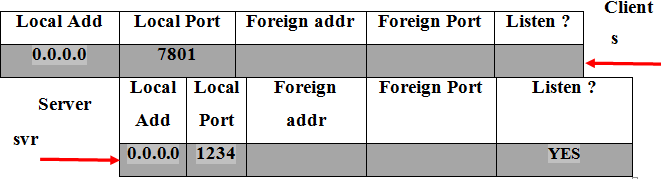 Client
s
Local Add Local Port Foreign addr Foreign Port Listen ?
0.0.0.0 7801
Server
svr
Local Add Local Port Foreign addr Foreign Port Listen ?
0.0.0.0 1234 YES